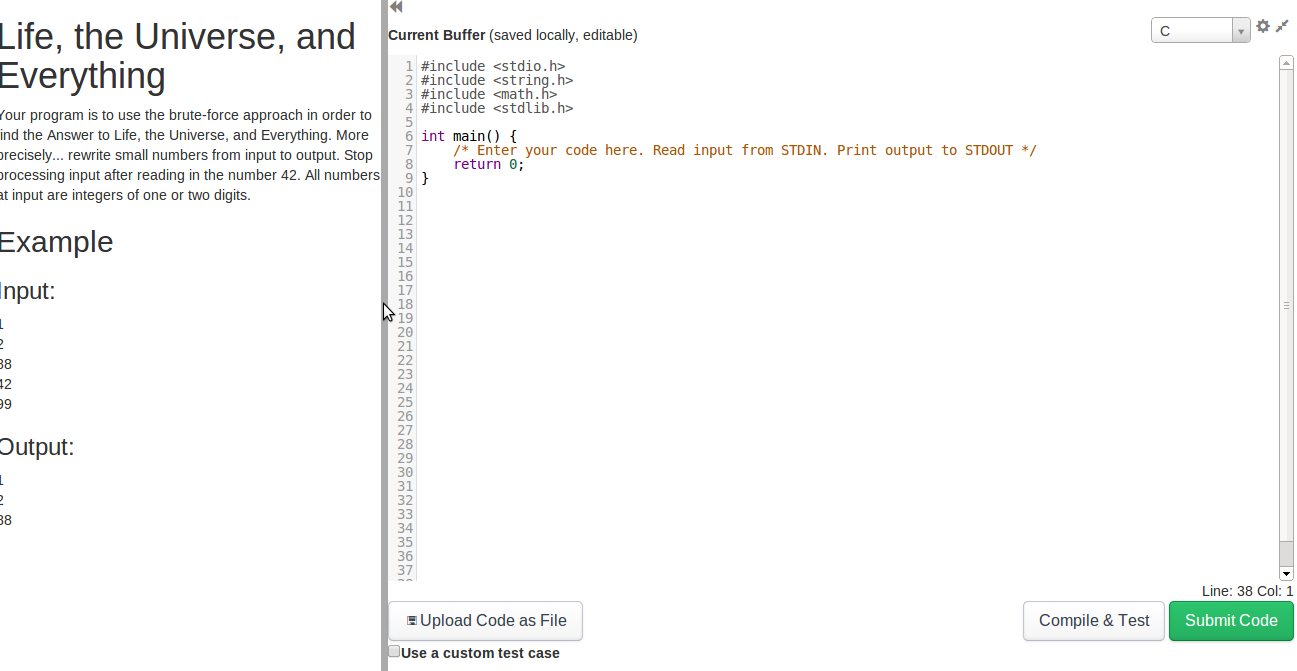 Life, the Universe, and
Everything
Your program is to use the brute-force approach in order to
find the Answer to Life, the Universe, and Everything. More
precisely... rewrite small numbers from input to output. Stop
processing input after reading in the number 42. All numbers
at input are integers of one or two digits.
Example
Input:
1
2
88
42
99
Output:
1
2
88
Current Buffer (saved locally, editable)
C
1 #include <stdio.h>
2 #include <string.h>
3 #include <math.h>
4 #include <stdlib.h>
5
6 int main() {
7 /* Enter your code here. Read input from STDIN. Print output to STDOUT */
8 return 0;
9 }
10
11
12
13
14
15
16
17
18
19
20
21
22
23
24
25
26
27
28
29
30
31
32
33
34
35
36
37
38
Line: 38 Col: 1
Upload Code as File
Compile & Test
Submit Code
Use a custom test case